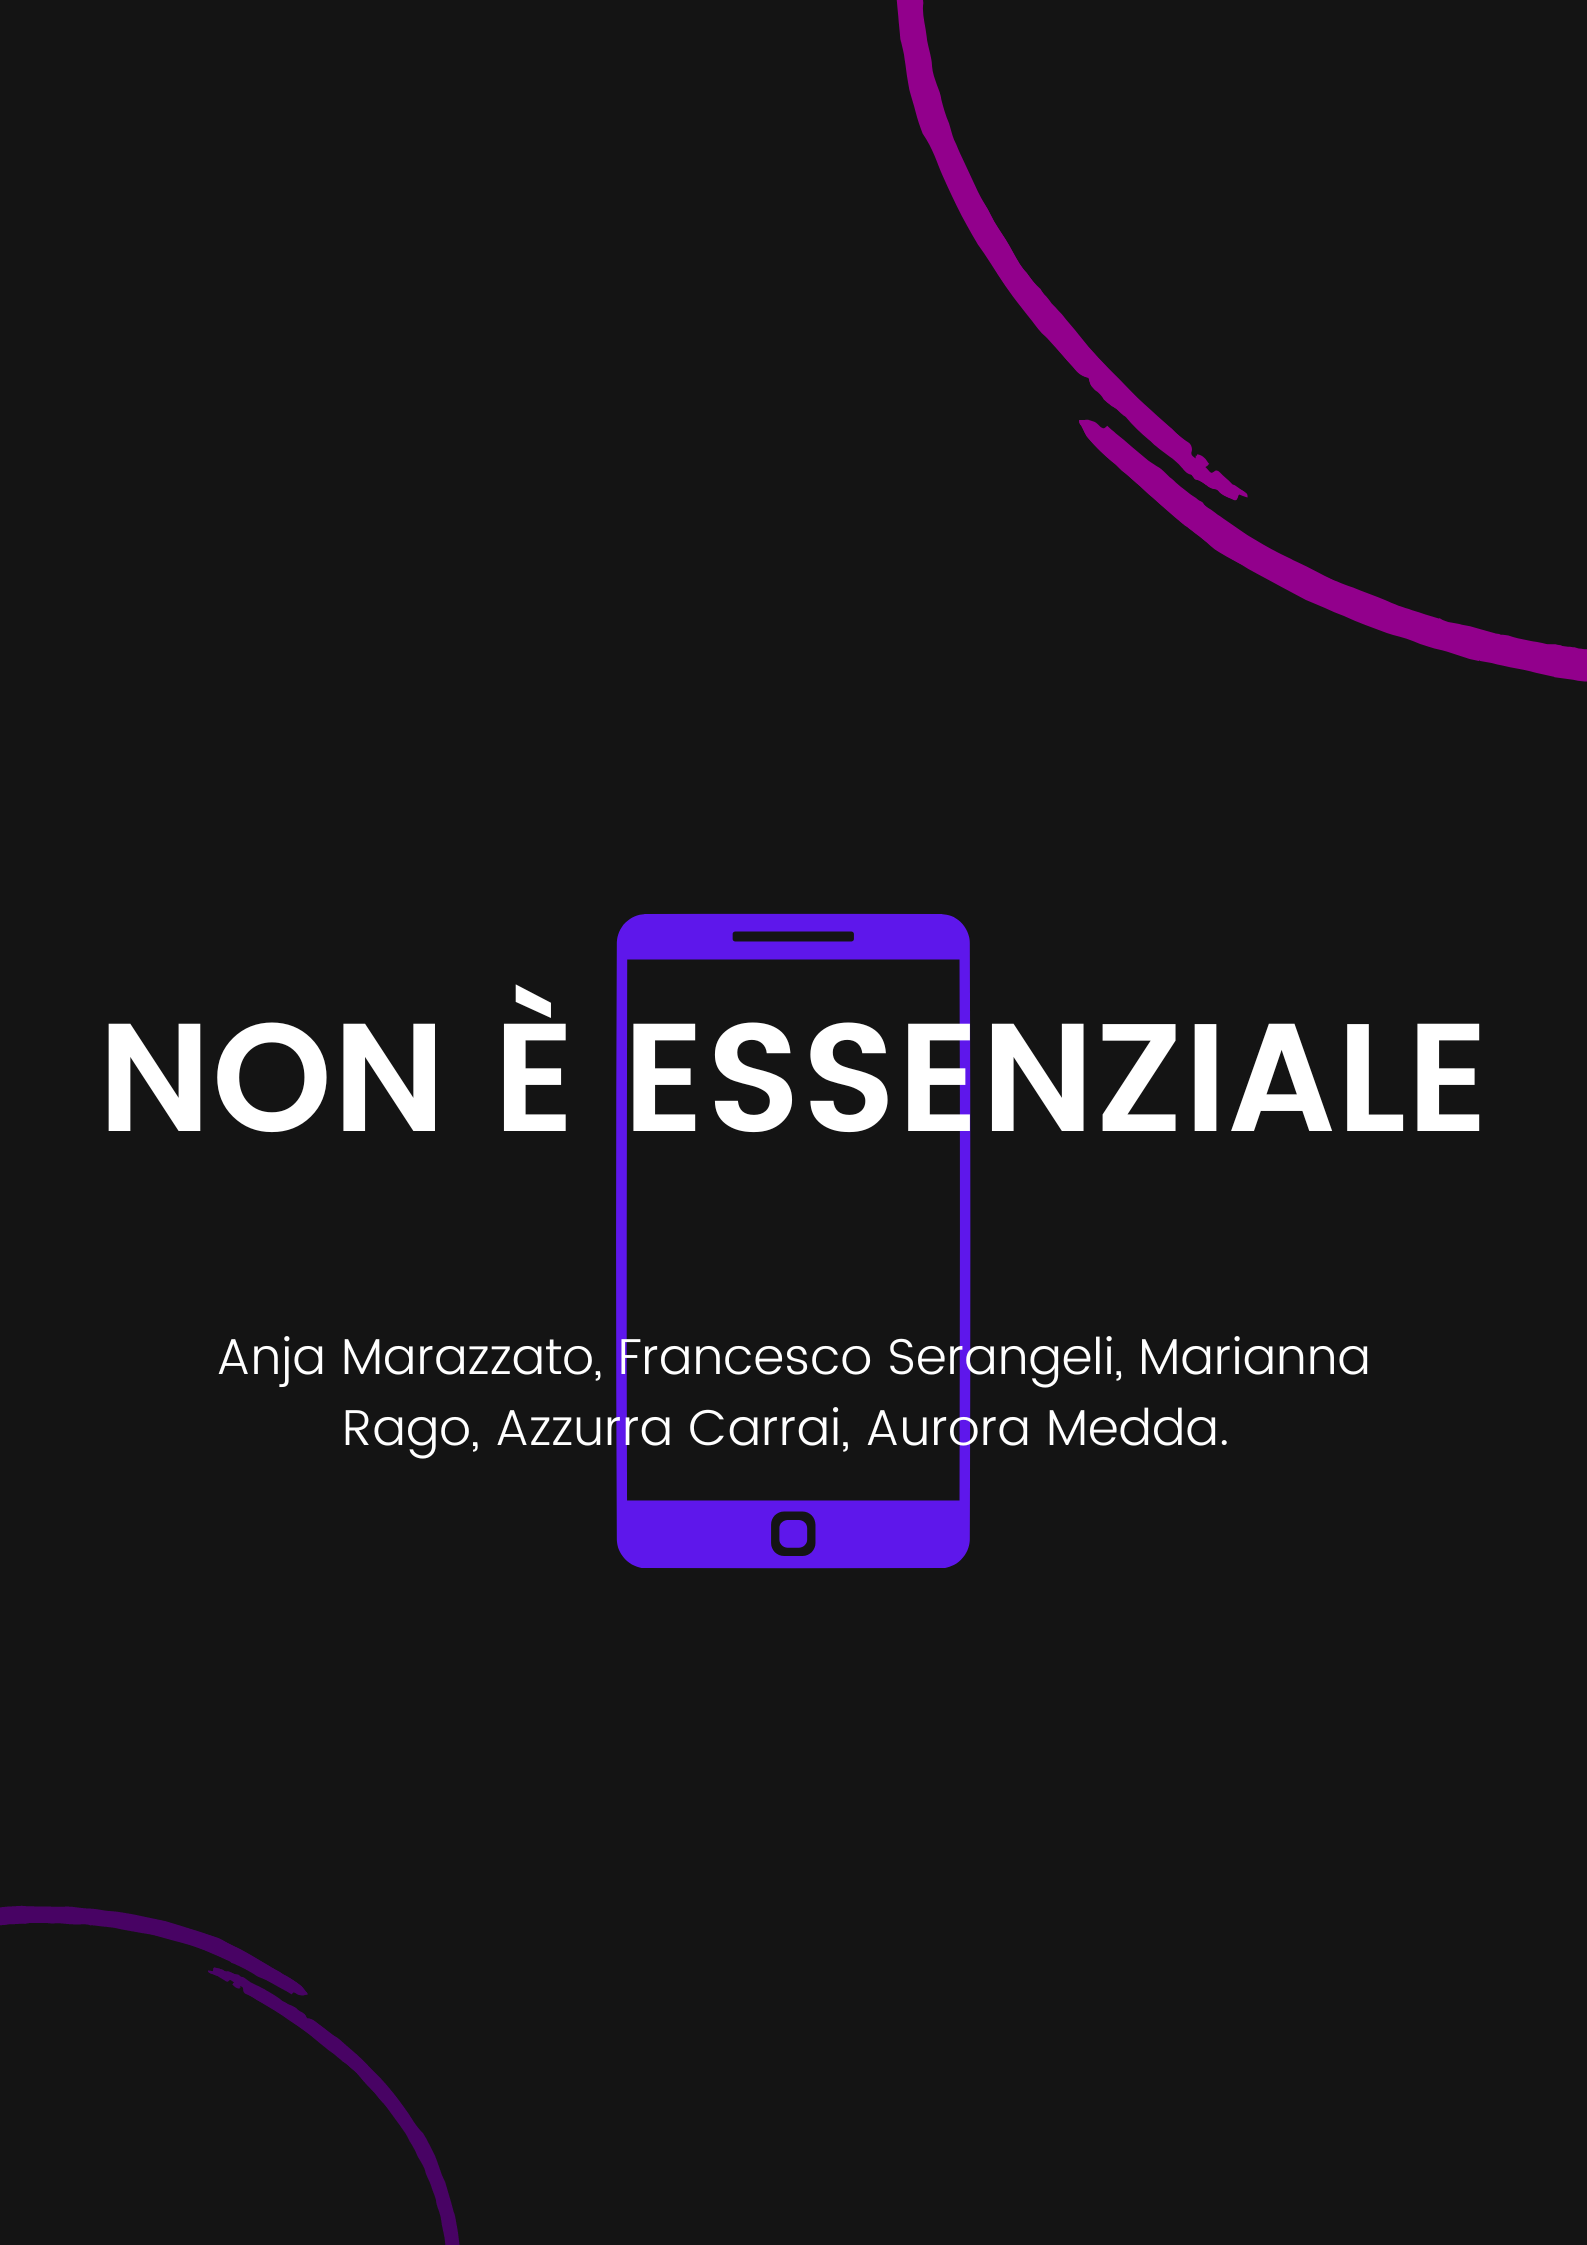 NON È ESSENZIALE
Anja Marazzato, Francesco Serangeli, Marianna
Rago, Azzurra Carrai, Aurora Medda.